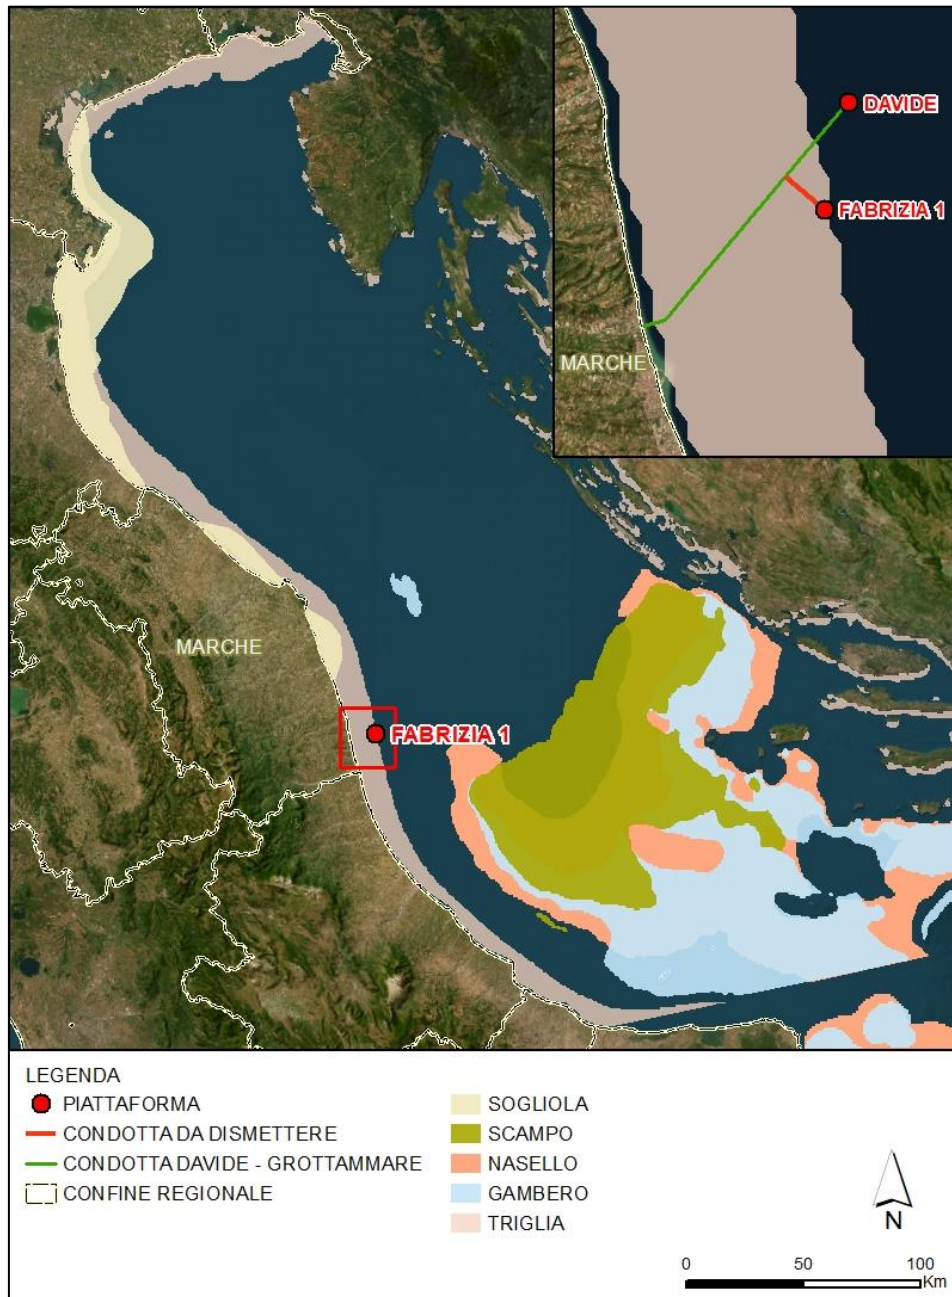 DAVIDE
FABRIZIA 1
MARCHE
MARCHE
FABRIZIA 1
LEGENDA
PIATTAFORMA
CONDOTTA DA DISMETTERE
CONDOTTA DAVIDE - GROTTAMMARE
CONFINE REGIONALE
SOGLIOLA
SCAMPO
NASELLO
GAMBERO
TRIGLIA
N
0 50 100
Km